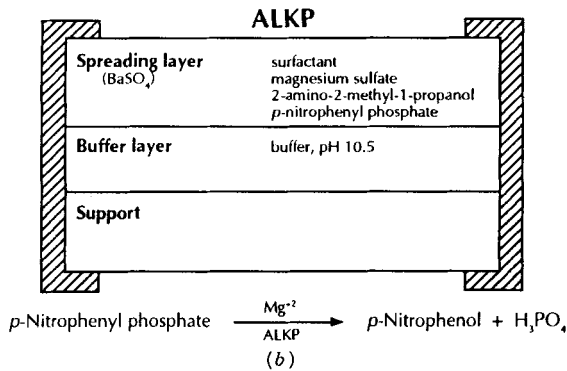 ALKP
Spreading layer surfactant
(BaSO₄) magnesium sulfate
2-amino-2-methyl-1-propanol
p-nitrophenyl phosphate
Buffer layer buffer, pH 10.5
Support
p-Nitrophenyl phosphate Mg⁺² ALKP p-Nitrophenol + H₃PO₄
(b)